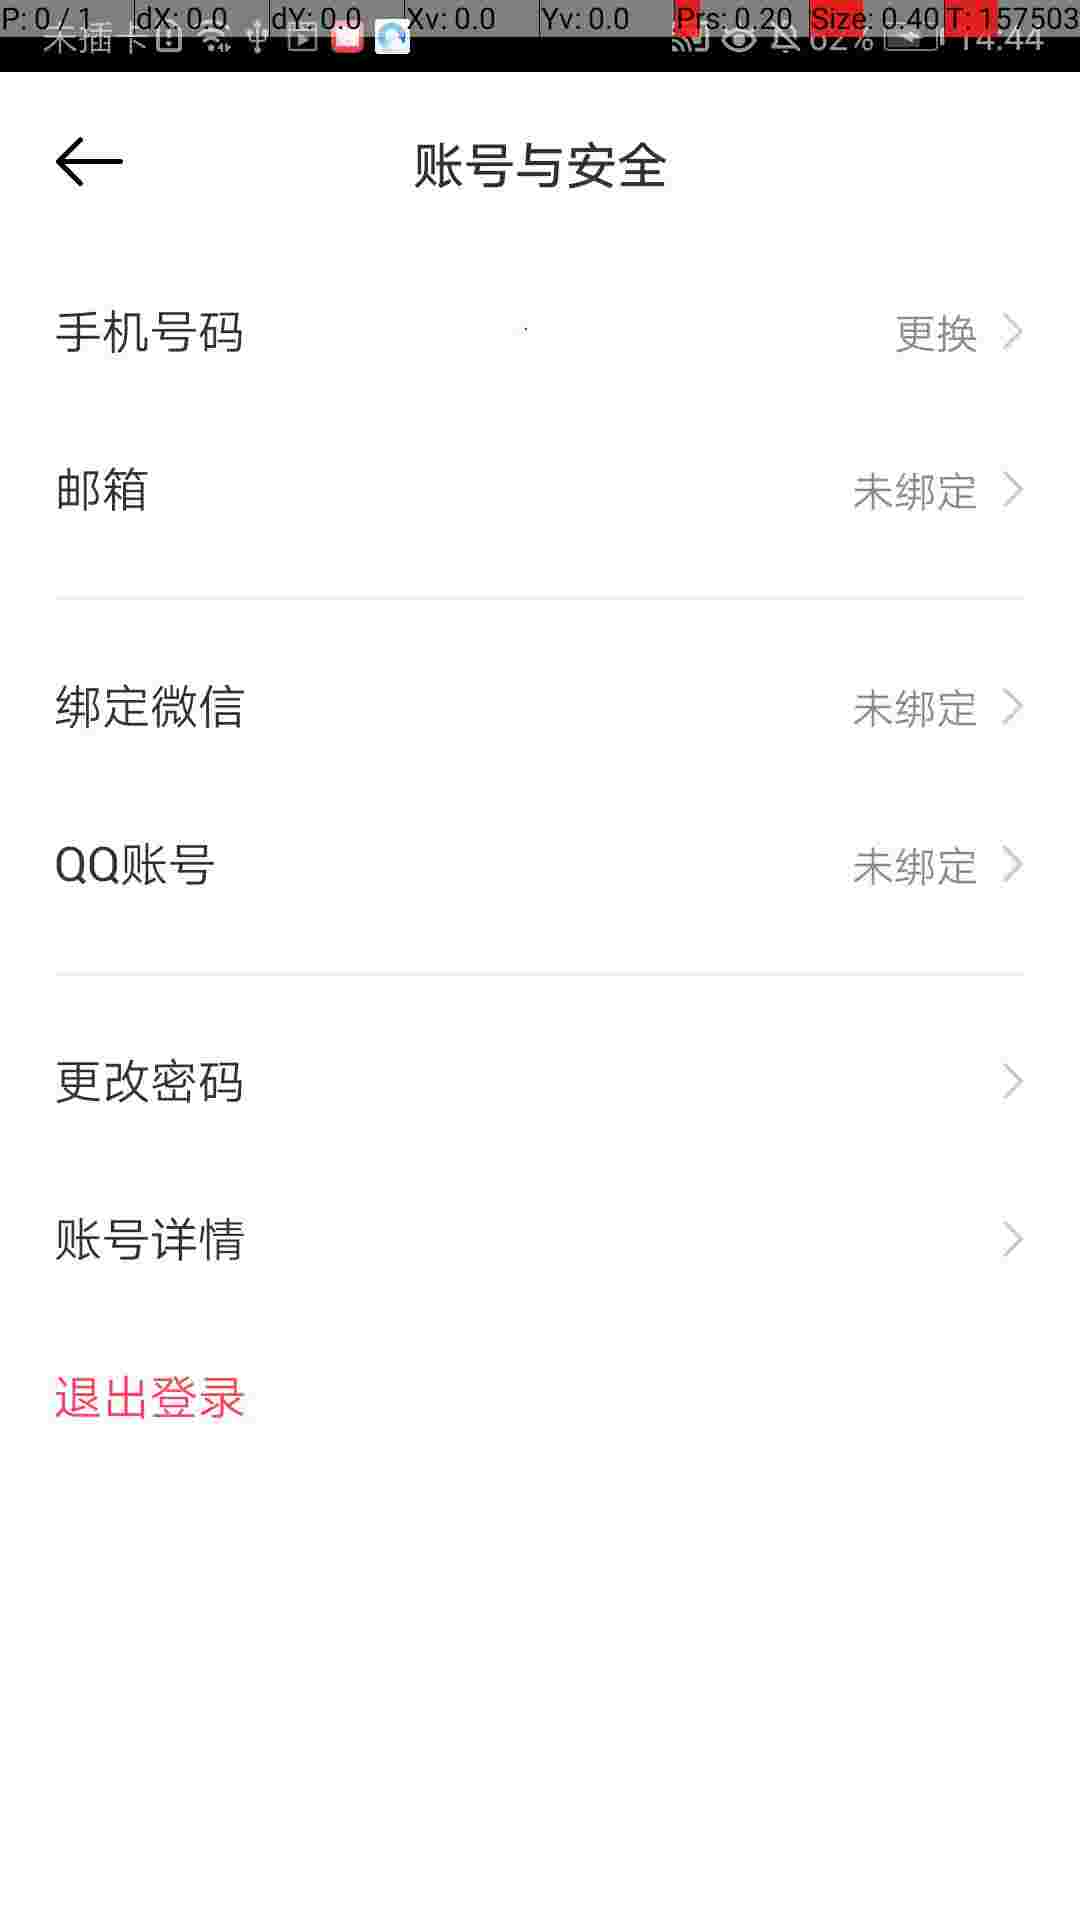 P: 0 / 1 dX: 0.0 dY: 0.0 Xv: 0.0 Yv: 0.0 Prs: 0.20 Size: 0.40 T: 157503
未插卡 62% 14:44
账号与安全
手机号码 更换
邮箱 未绑定
绑定微信 未绑定
QQ账号 未绑定
更改密码
账号详情
退出登录